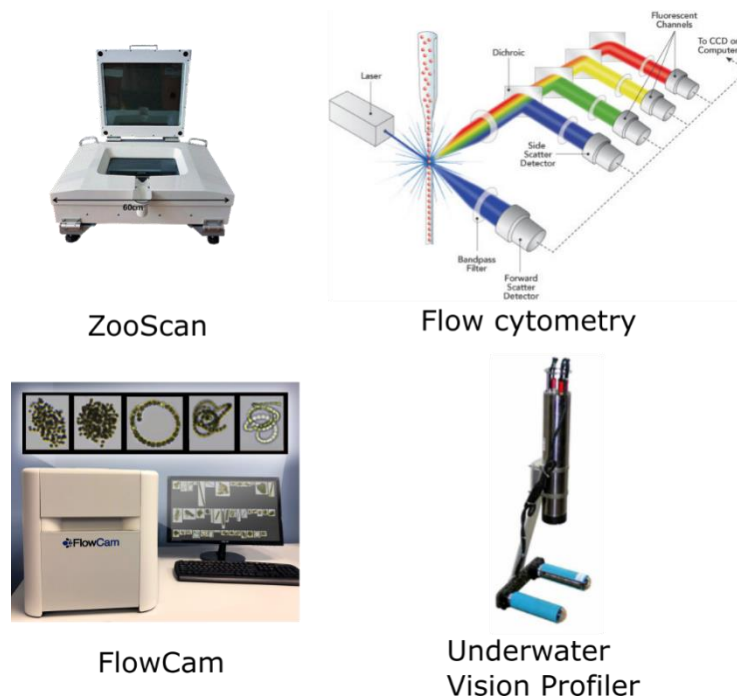 60cm
ZooScan
Fluorescent
Channels
To CCD or
Computer
Dichroic
Laser
Side
Scatter
Detector
Bandpass
Filter
Forward
Scatter
Detector
Flow cytometry
FlowCam
FlowCam
Underwater
Vision Profiler